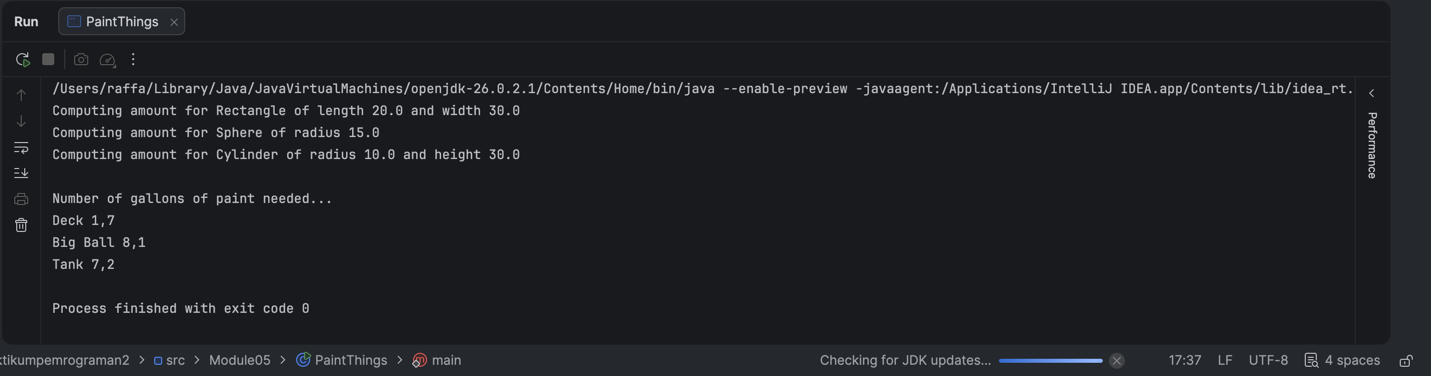 Run PaintThings
/Users/raffa/Library/Java/JavaVirtualMachines/openjdk-26.0.2.1/Contents/Home/bin/java --enable-preview -javaagent:/Applications/IntelliJ IDEA.app/Contents/lib/idea_rt.
Computing amount for Rectangle of length 20.0 and width 30.0
Computing amount for Sphere of radius 15.0
Computing amount for Cylinder of radius 10.0 and height 30.0
Number of gallons of paint needed...
Deck 1,7
Big Ball 8,1
Tank 7,2
Process finished with exit code 0
Performance
ktikumpemrograman2 > src > Module05 > PaintThings > main Checking for JDK updates... 17:37 LF UTF-8 4 spaces